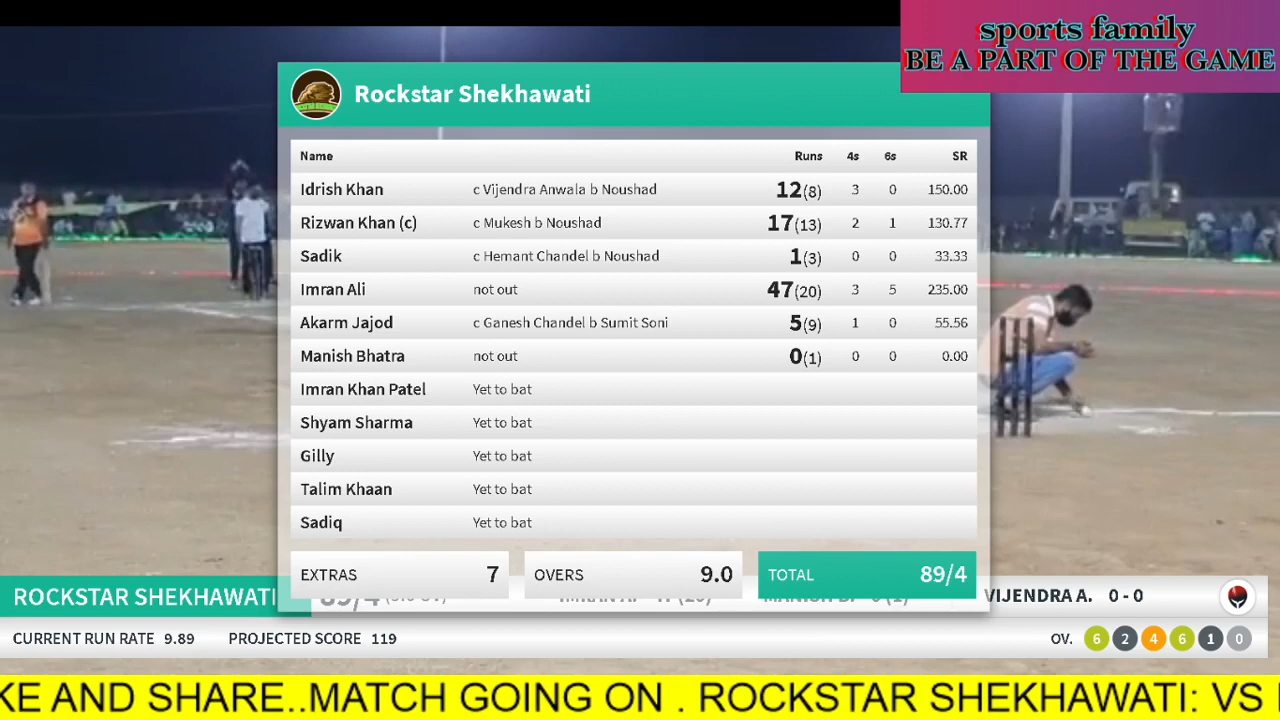 sports family
BE A PART OF THE GAME
Rockstar Shekhawati
Name Runs 4s 6s SR
Idrish Khan c Vijendra Anwala b Noushad 12(8) 3 0 150.00
Rizwan Khan (c) c Mukesh b Noushad 17(13) 2 1 130.77
Sadik c Hemant Chandel b Noushad 1(3) 0 0 33.33
Imran Ali not out 47(20) 3 5 235.00
Akarm Jajod c Ganesh Chandel b Sumit Soni 5(9) 1 0 55.56
Manish Bhatra not out 0(1) 0 0 0.00
Imran Khan Patel Yet to bat
Shyam Sharma Yet to bat
Gilly Yet to bat
Talim Khaan Yet to bat
Sadiq Yet to bat
EXTRAS 7 OVERS 9.0 TOTAL 89/4
ROCKSTAR SHEKHAWATI VIJENDRA A. 0 - 0
CURRENT RUN RATE 9.89 PROJECTED SCORE 119 OV. 6 2 4 6 1 0
KE AND SHARE..MATCH GOING ON . ROCKSTAR SHEKHAWATI: VS